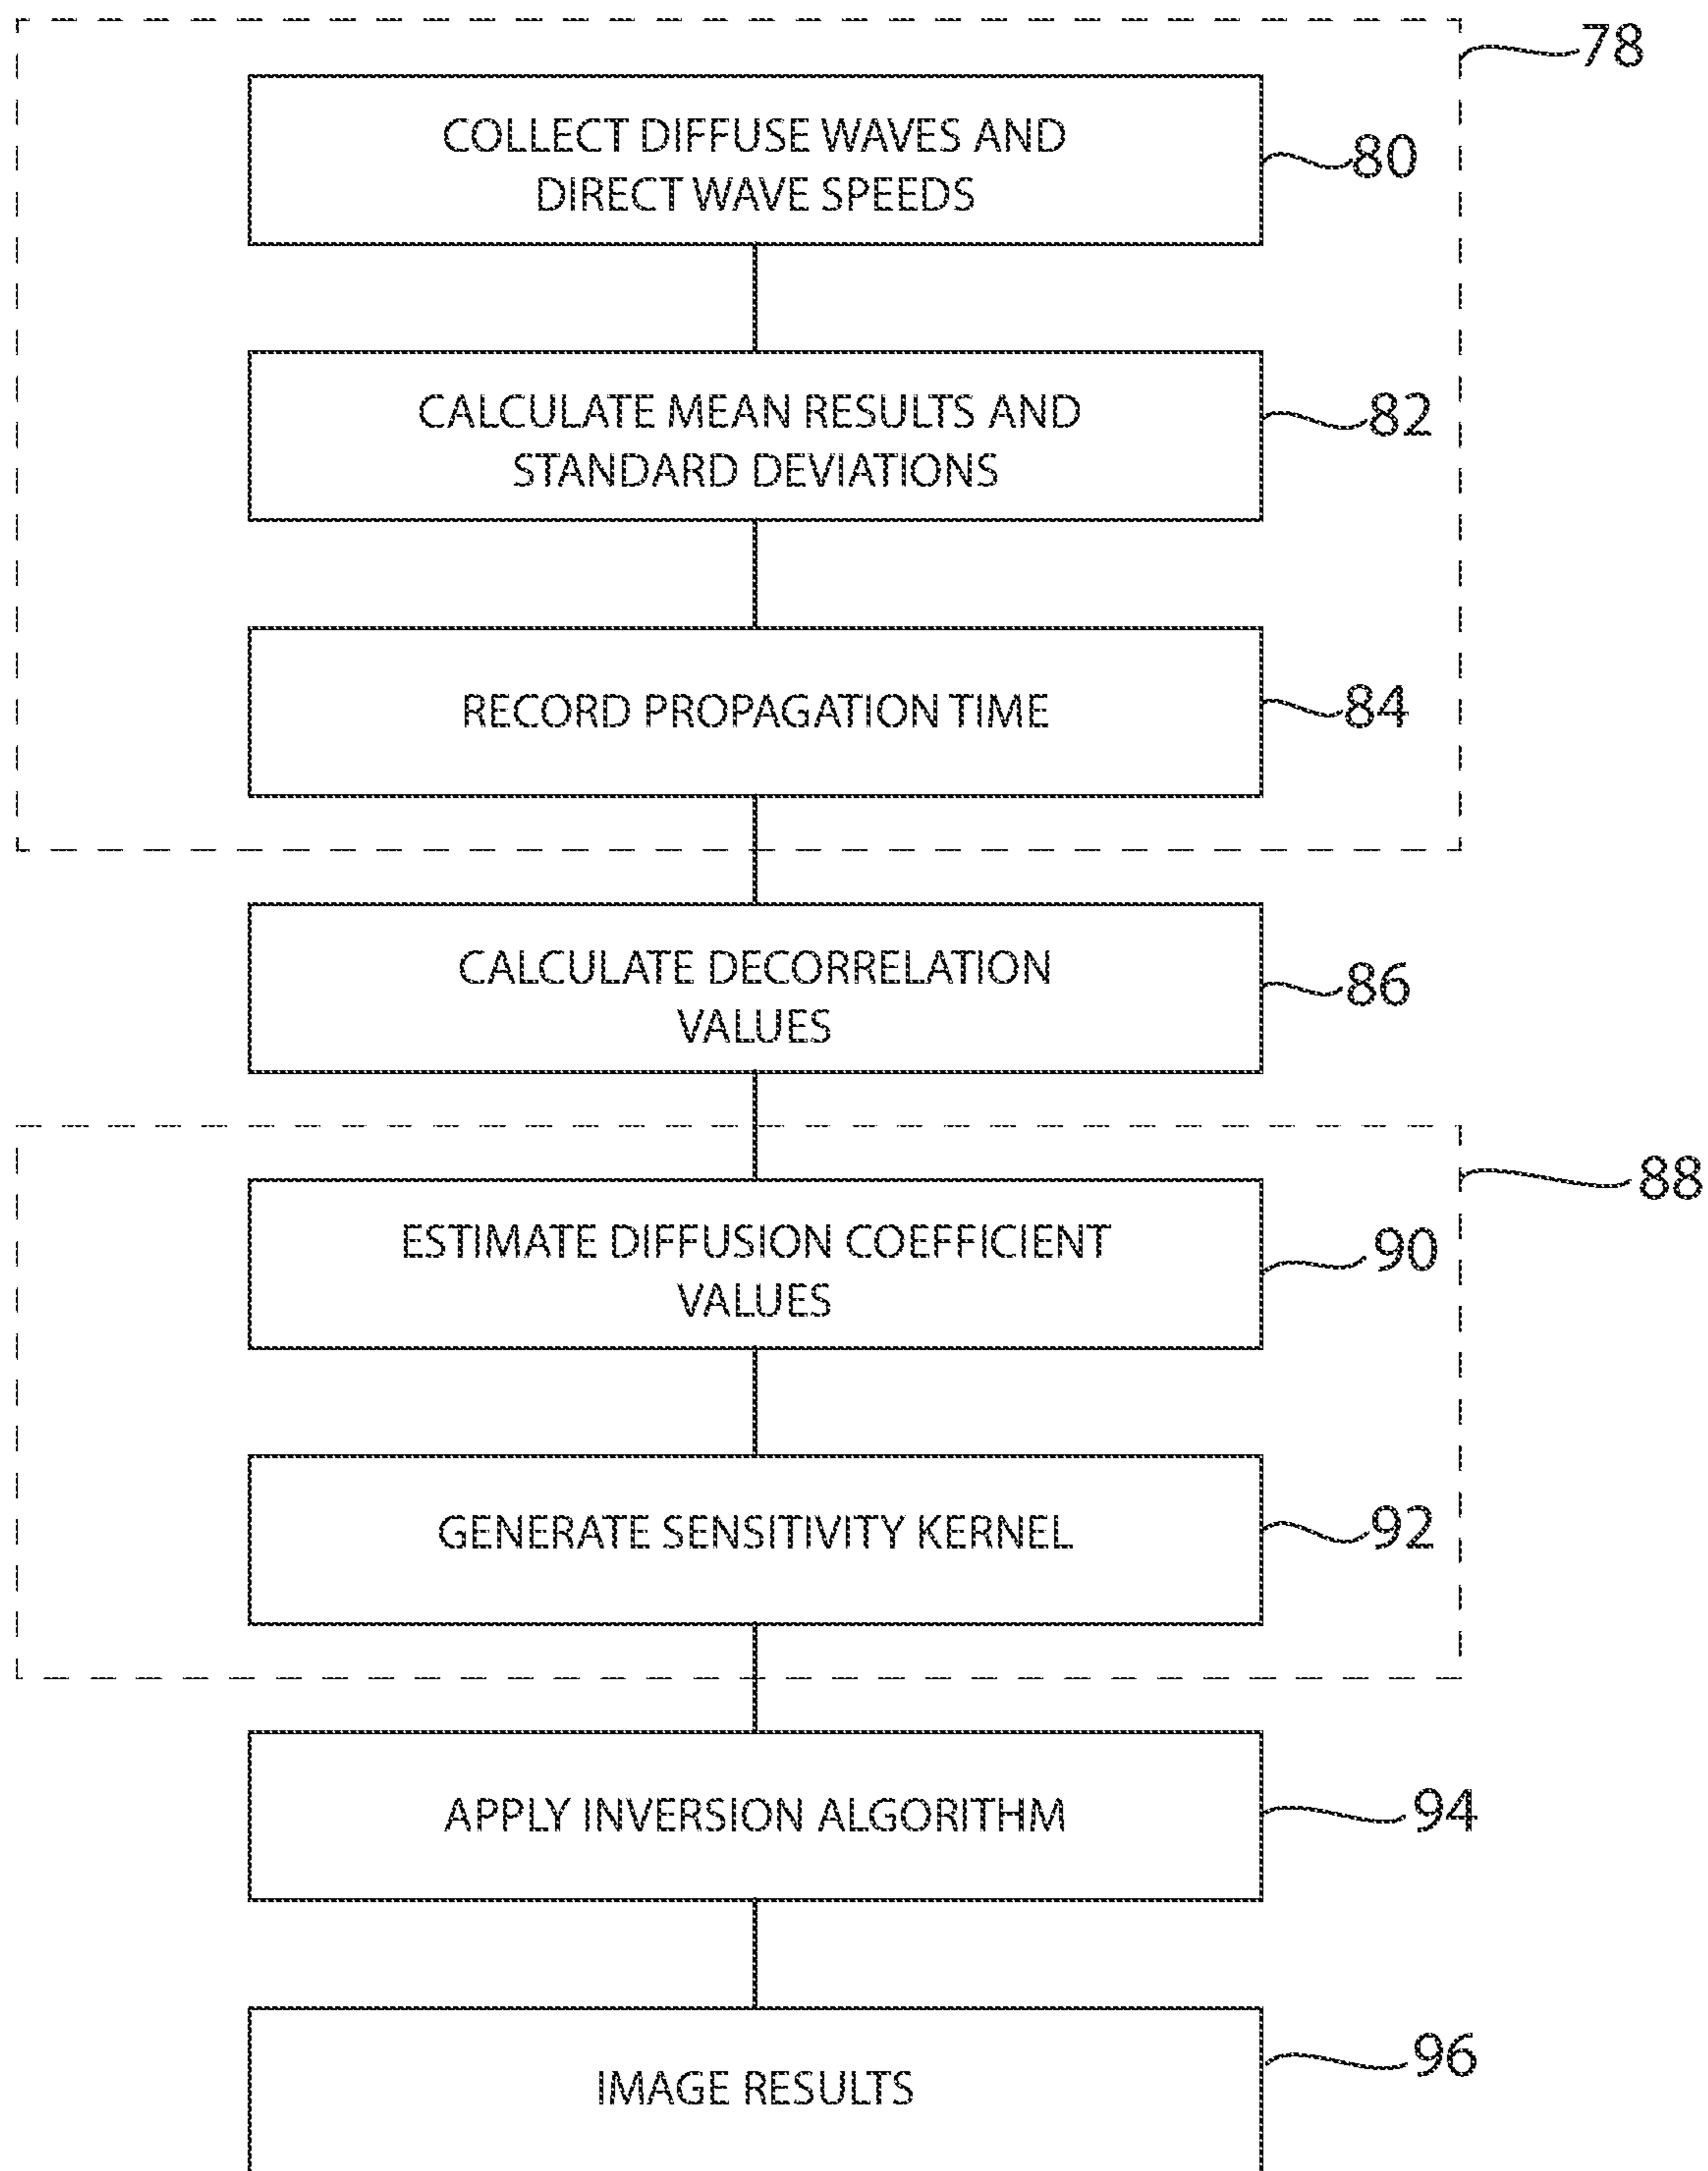 78
COLLECT DIFFUSE WAVES AND
DIRECT WAVE SPEEDS
80
CALCULATE MEAN RESULTS AND
STANDARD DEVIATIONS
82
RECORD PROPAGATION TIME
84
CALCULATE DECORRELATION
VALUES
86
88
ESTIMATE DIFFUSION COEFFICIENT
VALUES
90
GENERATE SENSITIVITY KERNEL
92
APPLY INVERSION ALGORITHM
94
IMAGE RESULTS
96